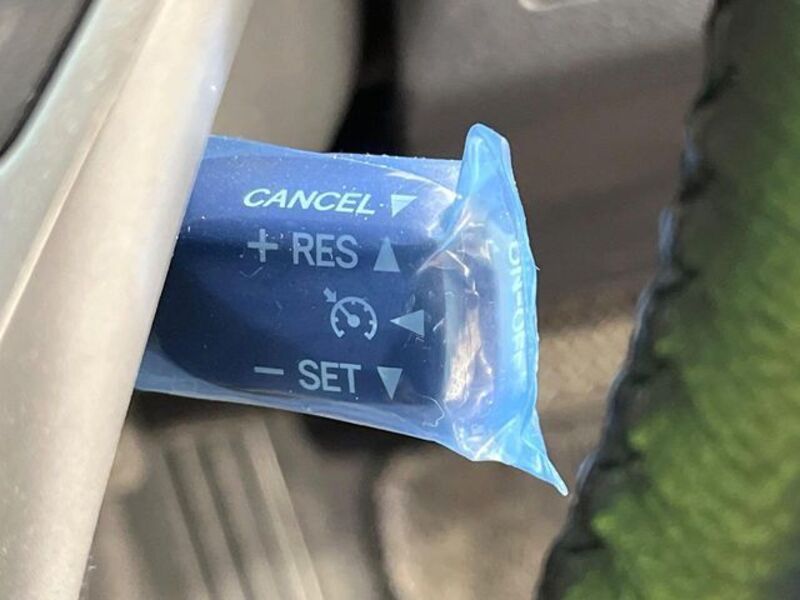 CANCEL ▼
+ RES ▲
◀
− SET ▼